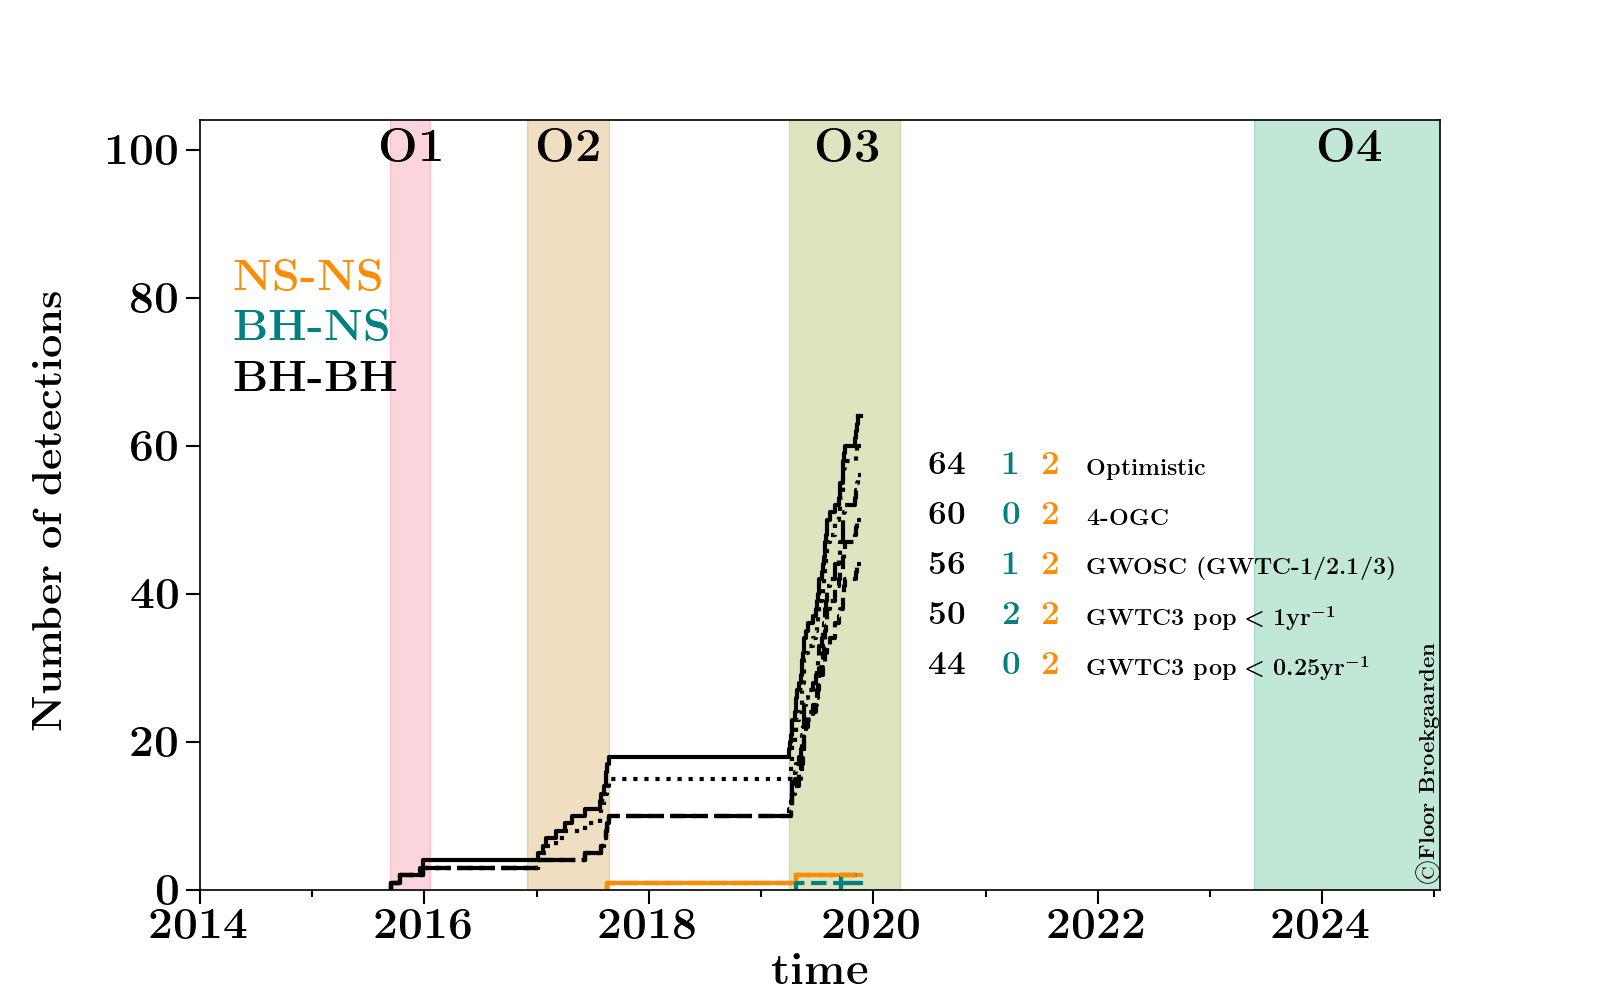 O1 O2 O3 O4
100
80
60
40
20
0
Number of detections
NS-NS
BH-NS
BH-BH
64 1 2 Optimistic
60 0 2 4-OGC
56 1 2 GWOSC (GWTC-1/2.1/3)
50 2 2 GWTC3 pop < 1yr⁻¹
44 0 2 GWTC3 pop < 0.25yr⁻¹
©Floor Broekgaarden
2014 2016 2018 2020 2022 2024
time